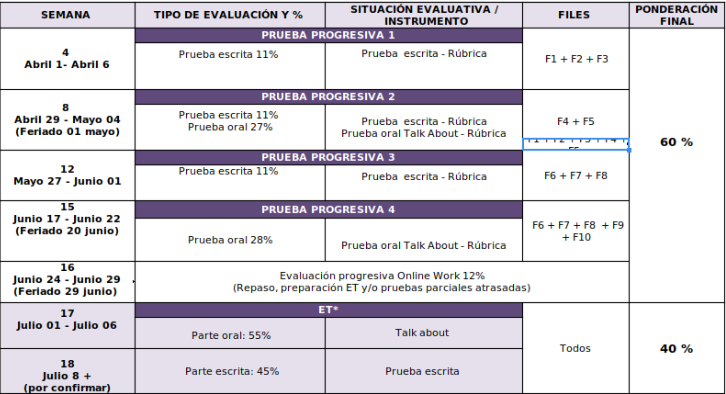 SEMANA
TIPO DE EVALUACIÓN Y %
SITUACIÓN EVALUATIVA /
INSTRUMENTO
FILES
PONDERACIÓN
FINAL
PRUEBA PROGRESIVA 1
4
Abril 1- Abril 6
Prueba escrita 11%
Prueba escrita - Rúbrica
F1 + F2 + F3
PRUEBA PROGRESIVA 2
8
Abril 29 - Mayo 04
(Feriado 01 mayo)
Prueba escrita 11%
Prueba oral 27%
Prueba escrita - Rúbrica
Prueba oral Talk About - Rúbrica
F4 + F5
60 %
PRUEBA PROGRESIVA 3
12
Mayo 27 - Junio 01
Prueba escrita 11%
Prueba escrita - Rúbrica
F6 + F7 + F8
PRUEBA PROGRESIVA 4
15
Junio 17 - Junio 22
(Feriado 20 junio)
Prueba oral 28%
Prueba oral Talk About - Rúbrica
F6 + F7 + F8 + F9
+ F10
16
Junio 24 - Junio 29
(Feriado 29 junio)
Evaluación progresiva Online Work 12%
(Repaso, preparación ET y/o pruebas parciales atrasadas)
ET*
17
Julio 01 - Julio 06
Parte oral: 55%
Talk about
Todos
40 %
18
Julio 8 +
(por confirmar)
Parte escrita: 45%
Prueba escrita